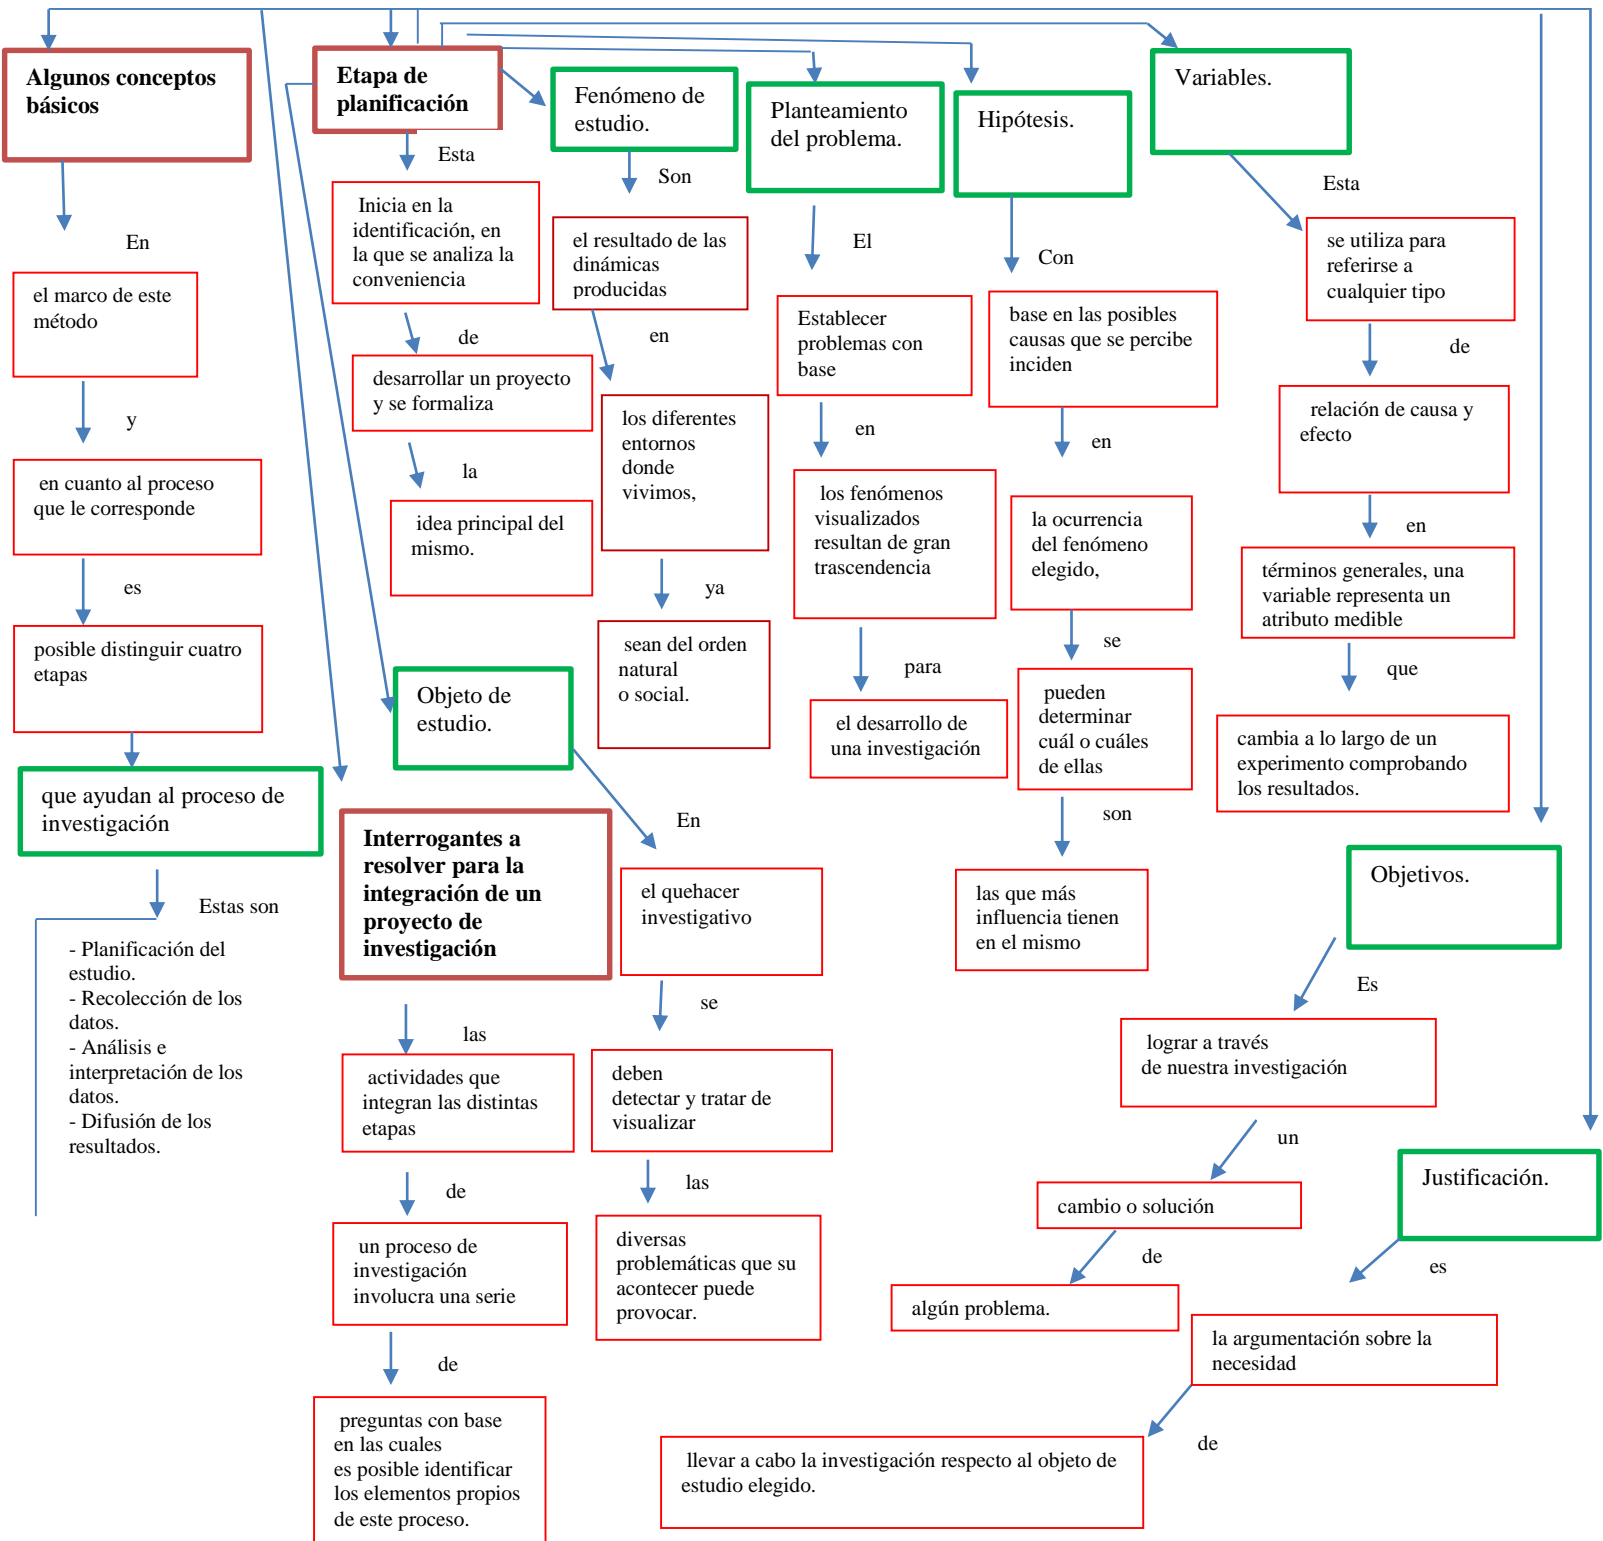 Algunos conceptos
básicos
En
el marco de este
método
y
en cuanto al proceso
que le corresponde
es
posible distinguir cuatro
etapas
que ayudan al proceso de
investigación
Estas son
- Planificación del
estudio.
- Recolección de los
datos.
- Análisis e
interpretación de los
datos.
- Difusión de los
resultados.
Etapa de
planificación
Esta
Inicia en la
identificación, en
la que se analiza la
conveniencia
de
desarrollar un proyecto
y se formaliza
la
idea principal del
mismo.
Fenómeno de
estudio.
Son
el resultado de las
dinámicas
producidas
en
los diferentes
entornos
donde
vivimos,
ya
sean del orden
natural
o social.
Planteamiento
del problema.
El
Establecer
problemas con
base
en
los fenómenos
visualizados
resultan de gran
trascendencia
para
el desarrollo de
una investigación
Hipótesis.
Con
base en las posibles
causas que se percibe
inciden
en
la ocurrencia
del fenómeno
elegido,
se
pueden
determinar
cuál o cuáles
de ellas
son
las que más
influencia tienen
en el mismo
Variables.
Esta
se utiliza para
referirse a
cualquier tipo
de
relación de causa y
efecto
en
términos generales, una
variable representa un
atributo medible
que
cambia a lo largo de un
experimento comprobando
los resultados.
Objeto de
estudio.
En
el quehacer
investigativo
se
deben
detectar y tratar de
visualizar
las
diversas
problemáticas que su
acontecer puede
provocar.
Interrogantes a
resolver para la
integración de un
proyecto de
investigación
las
actividades que
integran las distintas
etapas
de
un proceso de
investigación
involucra una serie
de
preguntas con base
en las cuales
es posible identificar
los elementos propios
de este proceso.
Objetivos.
Es
lograr a través
de nuestra investigación
un
cambio o solución
de
algún problema.
Justificación.
es
la argumentación sobre la
necesidad
de
llevar a cabo la investigación respecto al objeto de
estudio elegido.